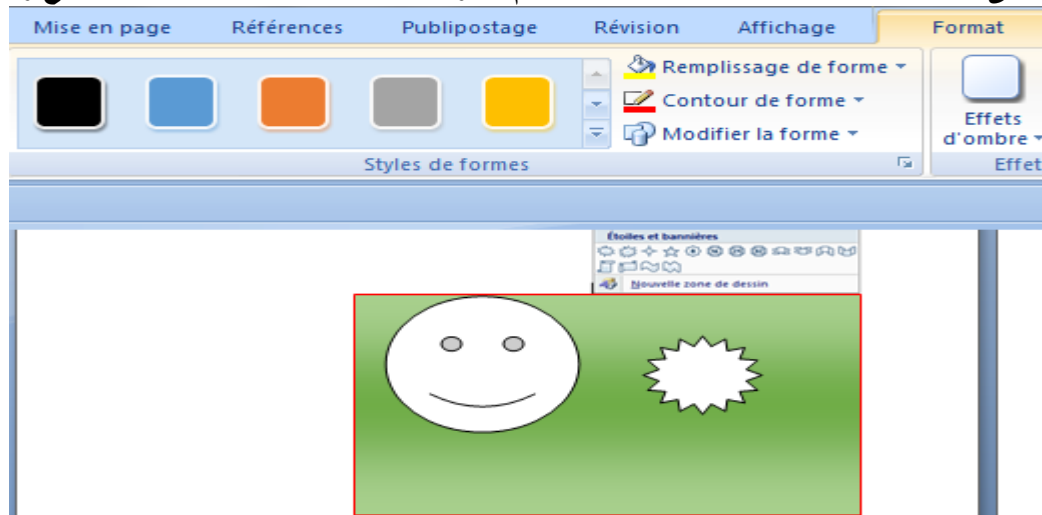 Mise en page Références Publipostage Révision Affichage Format
Remplissage de forme
Contour de forme
Modifier la forme
Effets
d'ombre
Styles de formes
Effet
Étoiles et bannières
Nouvelle zone de dessin